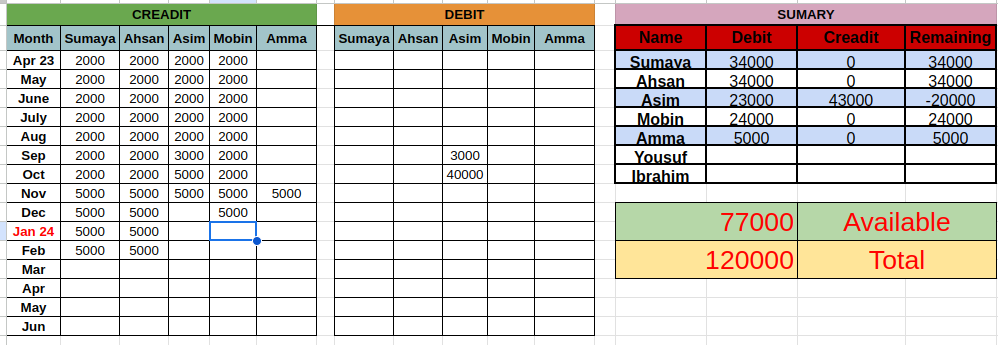 CREADIT DEBIT SUMARY
Month Sumaya Ahsan Asim Mobin Amma Sumaya Ahsan Asim Mobin Amma Name Debit Creadit Remaining
Apr 23 2000 2000 2000 2000 Sumaya 34000 0 34000
May 2000 2000 2000 2000 Ahsan 34000 0 34000
June 2000 2000 2000 2000 Asim 23000 43000 -20000
July 2000 2000 2000 2000 Mobin 24000 0 24000
Aug 2000 2000 2000 2000 Amma 5000 0 5000
Sep 2000 2000 3000 2000 3000 Yousuf
Oct 2000 2000 5000 2000 40000 Ibrahim
Nov 5000 5000 5000 5000 5000
Dec 5000 5000 5000 77000 Available
Jan 24 5000 5000
Feb 5000 5000 120000 Total
Mar
Apr
May
Jun